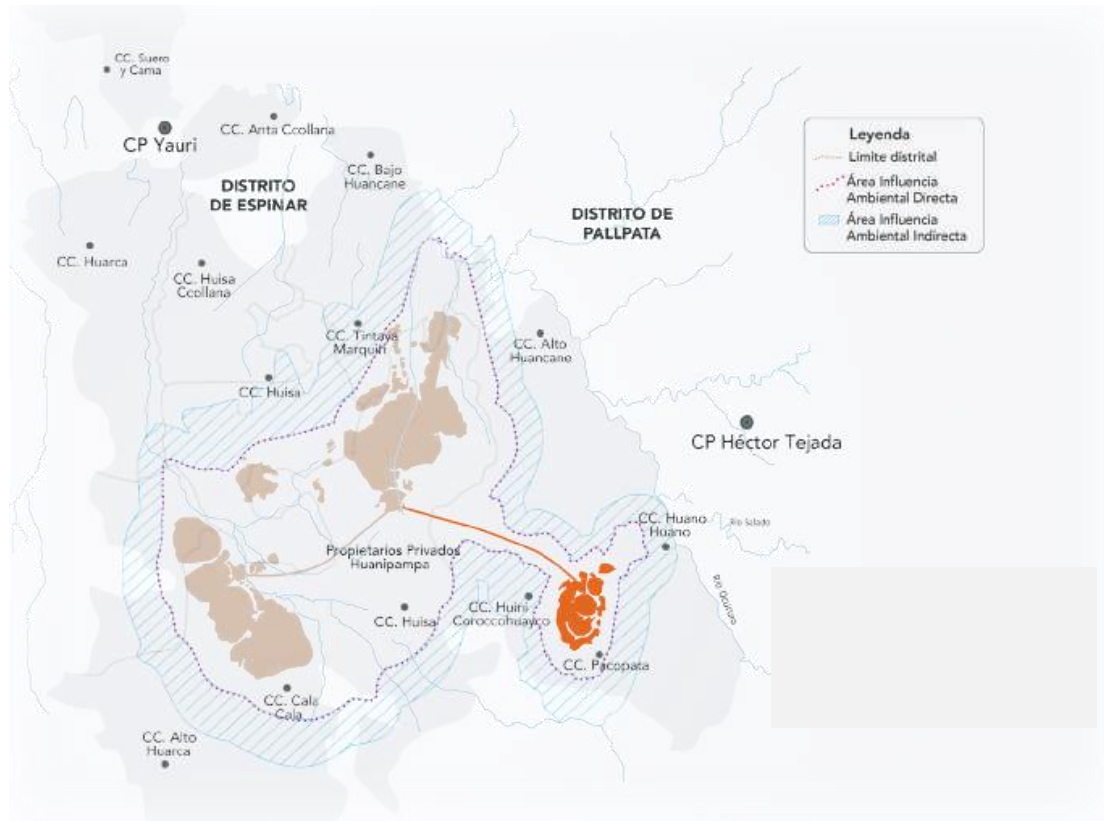 CC. Suero
y Cama
CP Yauri
CC. Anta Ccollana
CC. Bajo
Huancane
DISTRITO
DE ESPINAR
DISTRITO DE
PALLPATA
Leyenda
Limite distrital
Área Influencia
Ambiental Directa
Área Influencia
Ambiental Indirecta
CC. Huarca
CC. Huisa
Ccollana
CC. Tintaya
Marquiri
CC. Alto
Huancane
CC. Huisa
CP Héctor Tejada
CC. Huano
Huano
Río Salado
Propietarios Privados
Huanipampa
Río Ocoruro
CC. Huisa
CC. Huini
Coroccohuayco
CC. Pacopata
CC. Cala
Cala
CC. Alto
Huarca